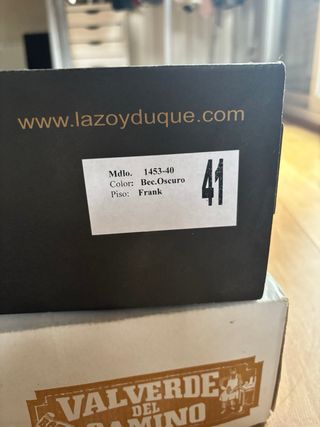 www.lazoyduque.com
Mdlo. 1453-40
Color: Bec.Oscuro
Piso: Frank
41
VALVERDE
DEL
CAMINO